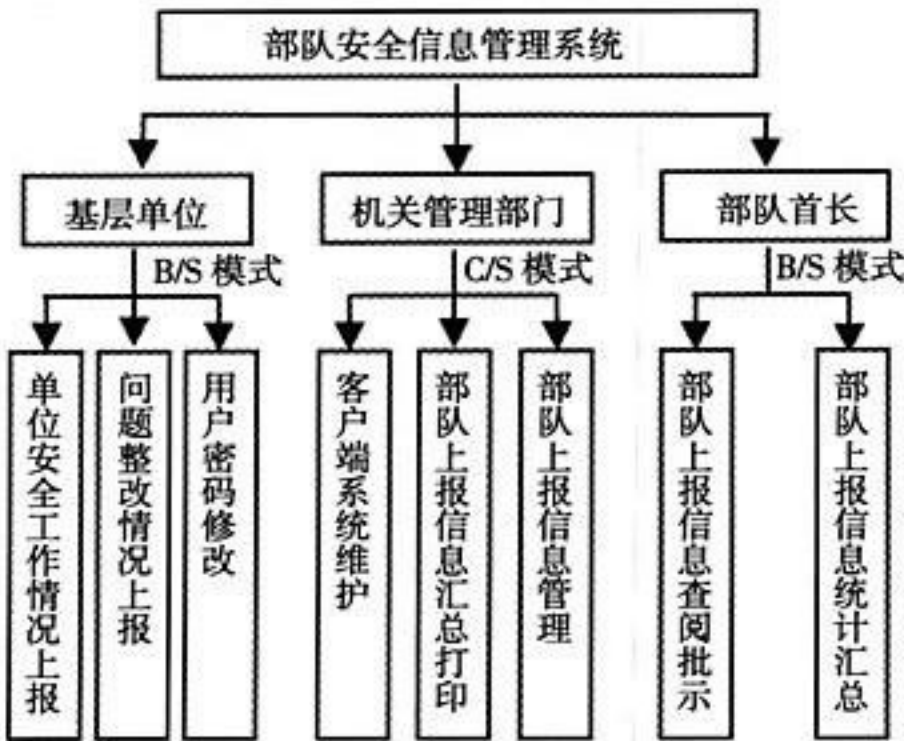 部队安全信息管理系统
基层单位
机关管理部门
部队首长
B/S 模式
C/S 模式
B/S 模式
单位安全工作情况上报
问题整改情况上报
用户密码修改
客户端系统维护
部队上报信息汇总打印
部队上报信息管理
部队上报信息查阅批示
部队上报信息统计汇总